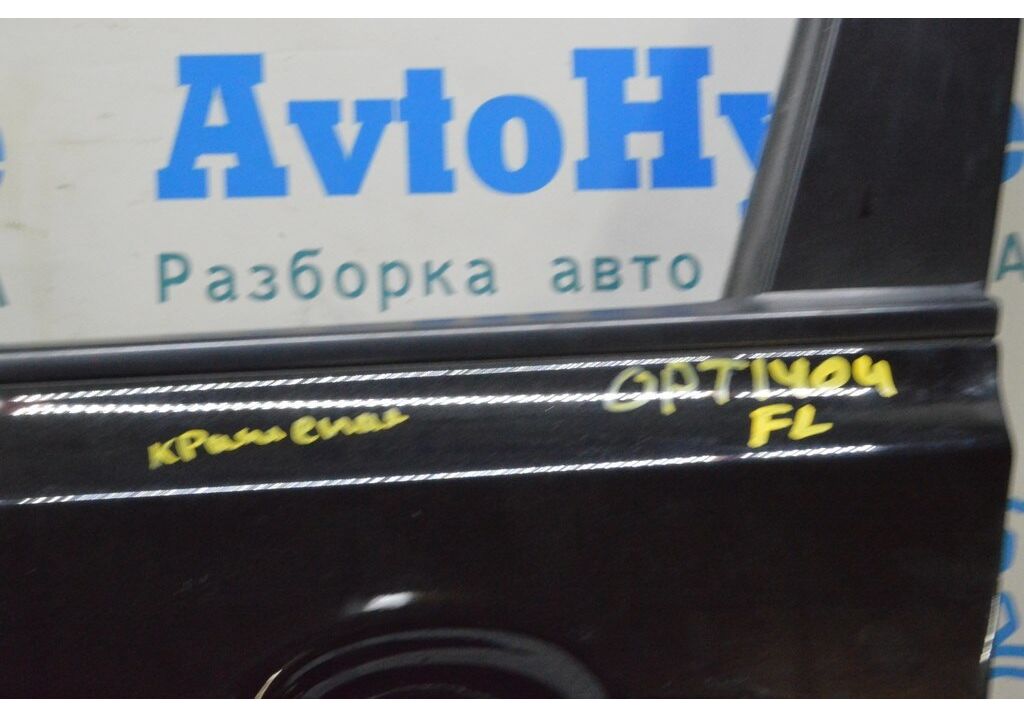 AvtoHy
Разборка авто
OPT1404
крашеная
FL